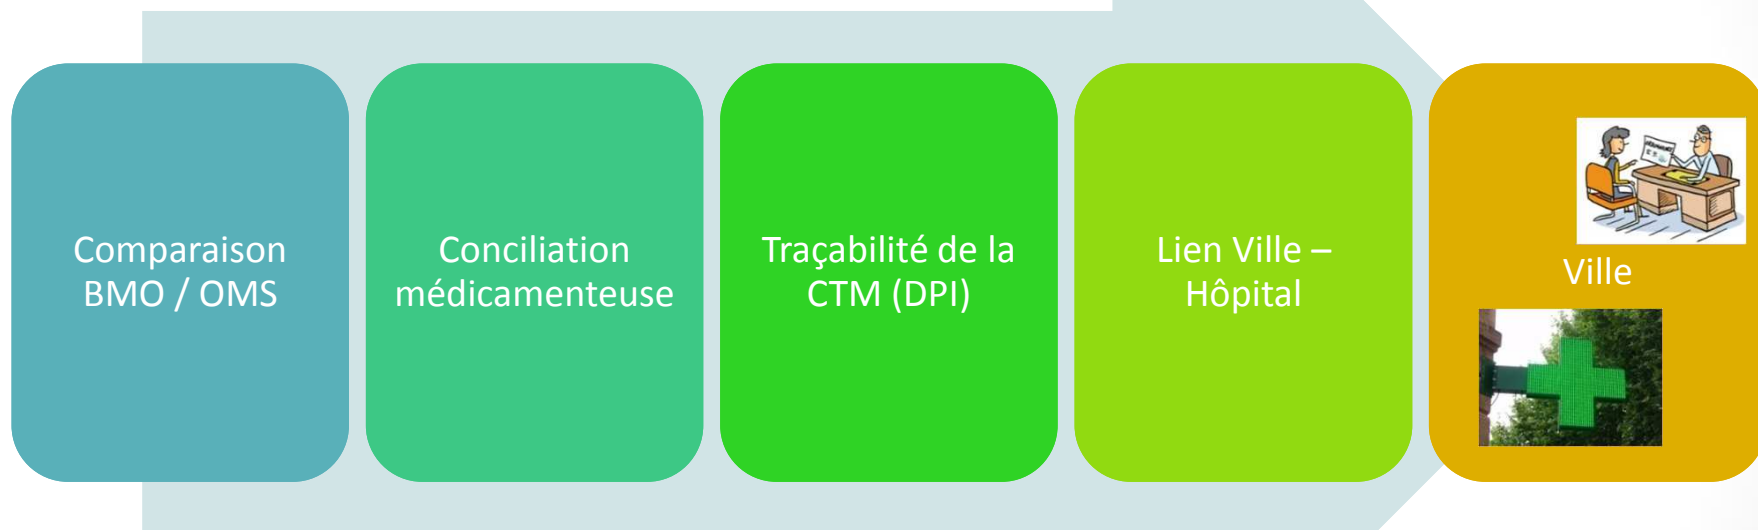 Comparaison
BMO / OMS
Conciliation
médicamenteuse
Traçabilité de la
CTM (DPI)
Lien Ville –
Hôpital
Ville